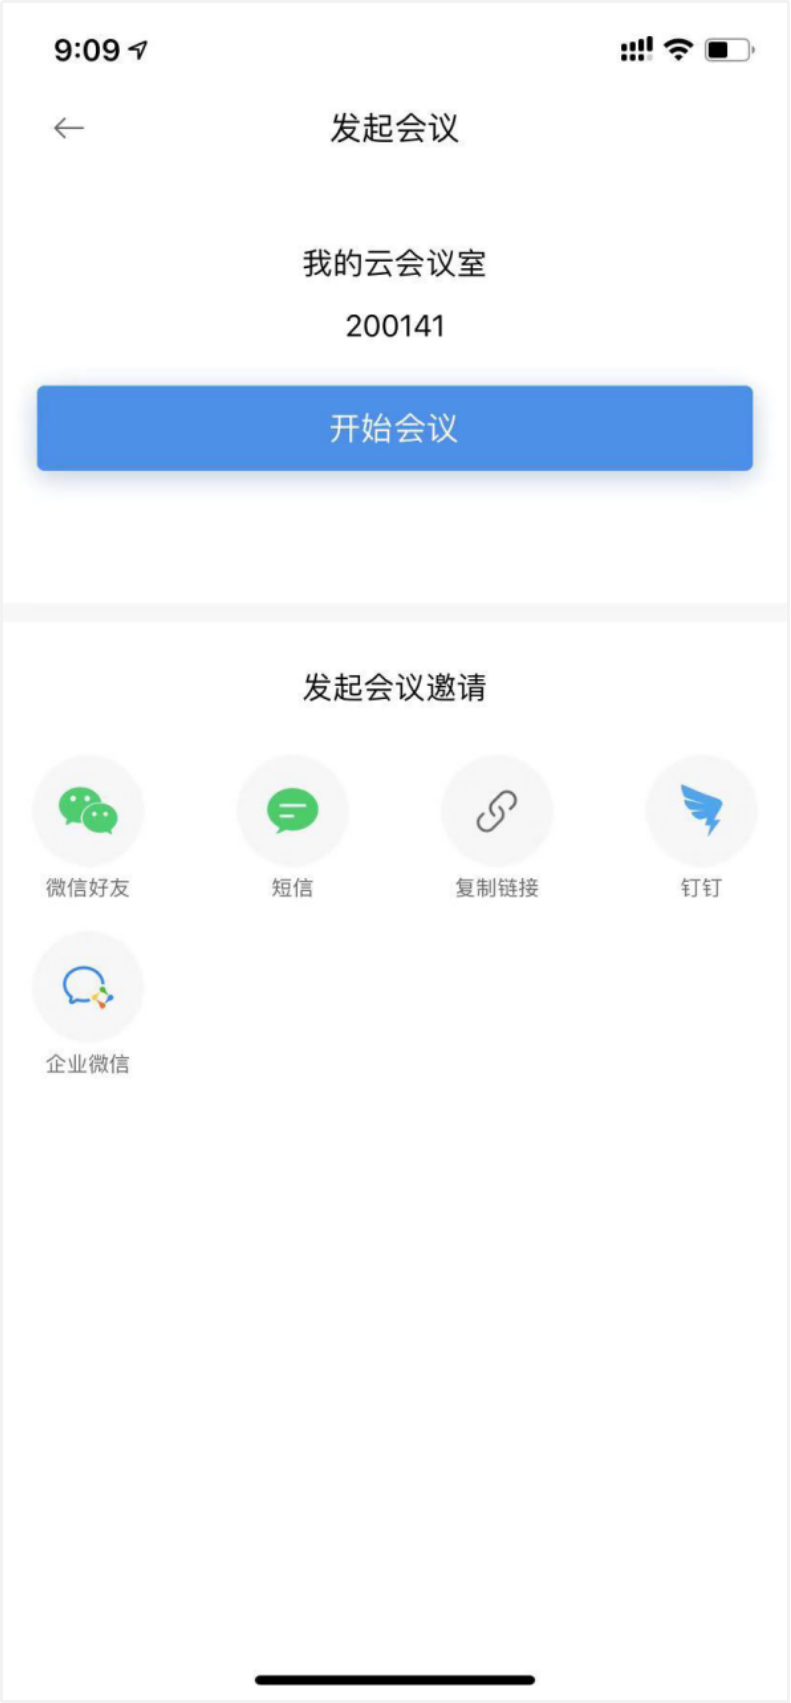 9:09
发起会议
我的云会议室
200141
开始会议
发起会议邀请
微信好友
短信
复制链接
钉钉
企业微信